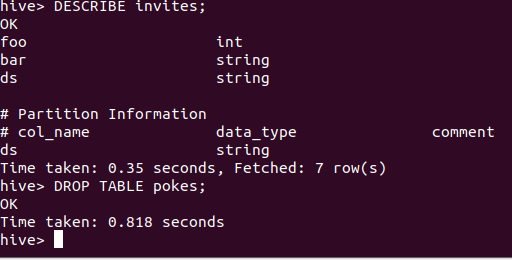 hive> DESCRIBE invites;
OK
foo                     int
bar                     string
ds                      string

# Partition Information
# col_name              data_type               comment
ds                      string
Time taken: 0.35 seconds, Fetched: 7 row(s)
hive> DROP TABLE pokes;
OK
Time taken: 0.818 seconds
hive>